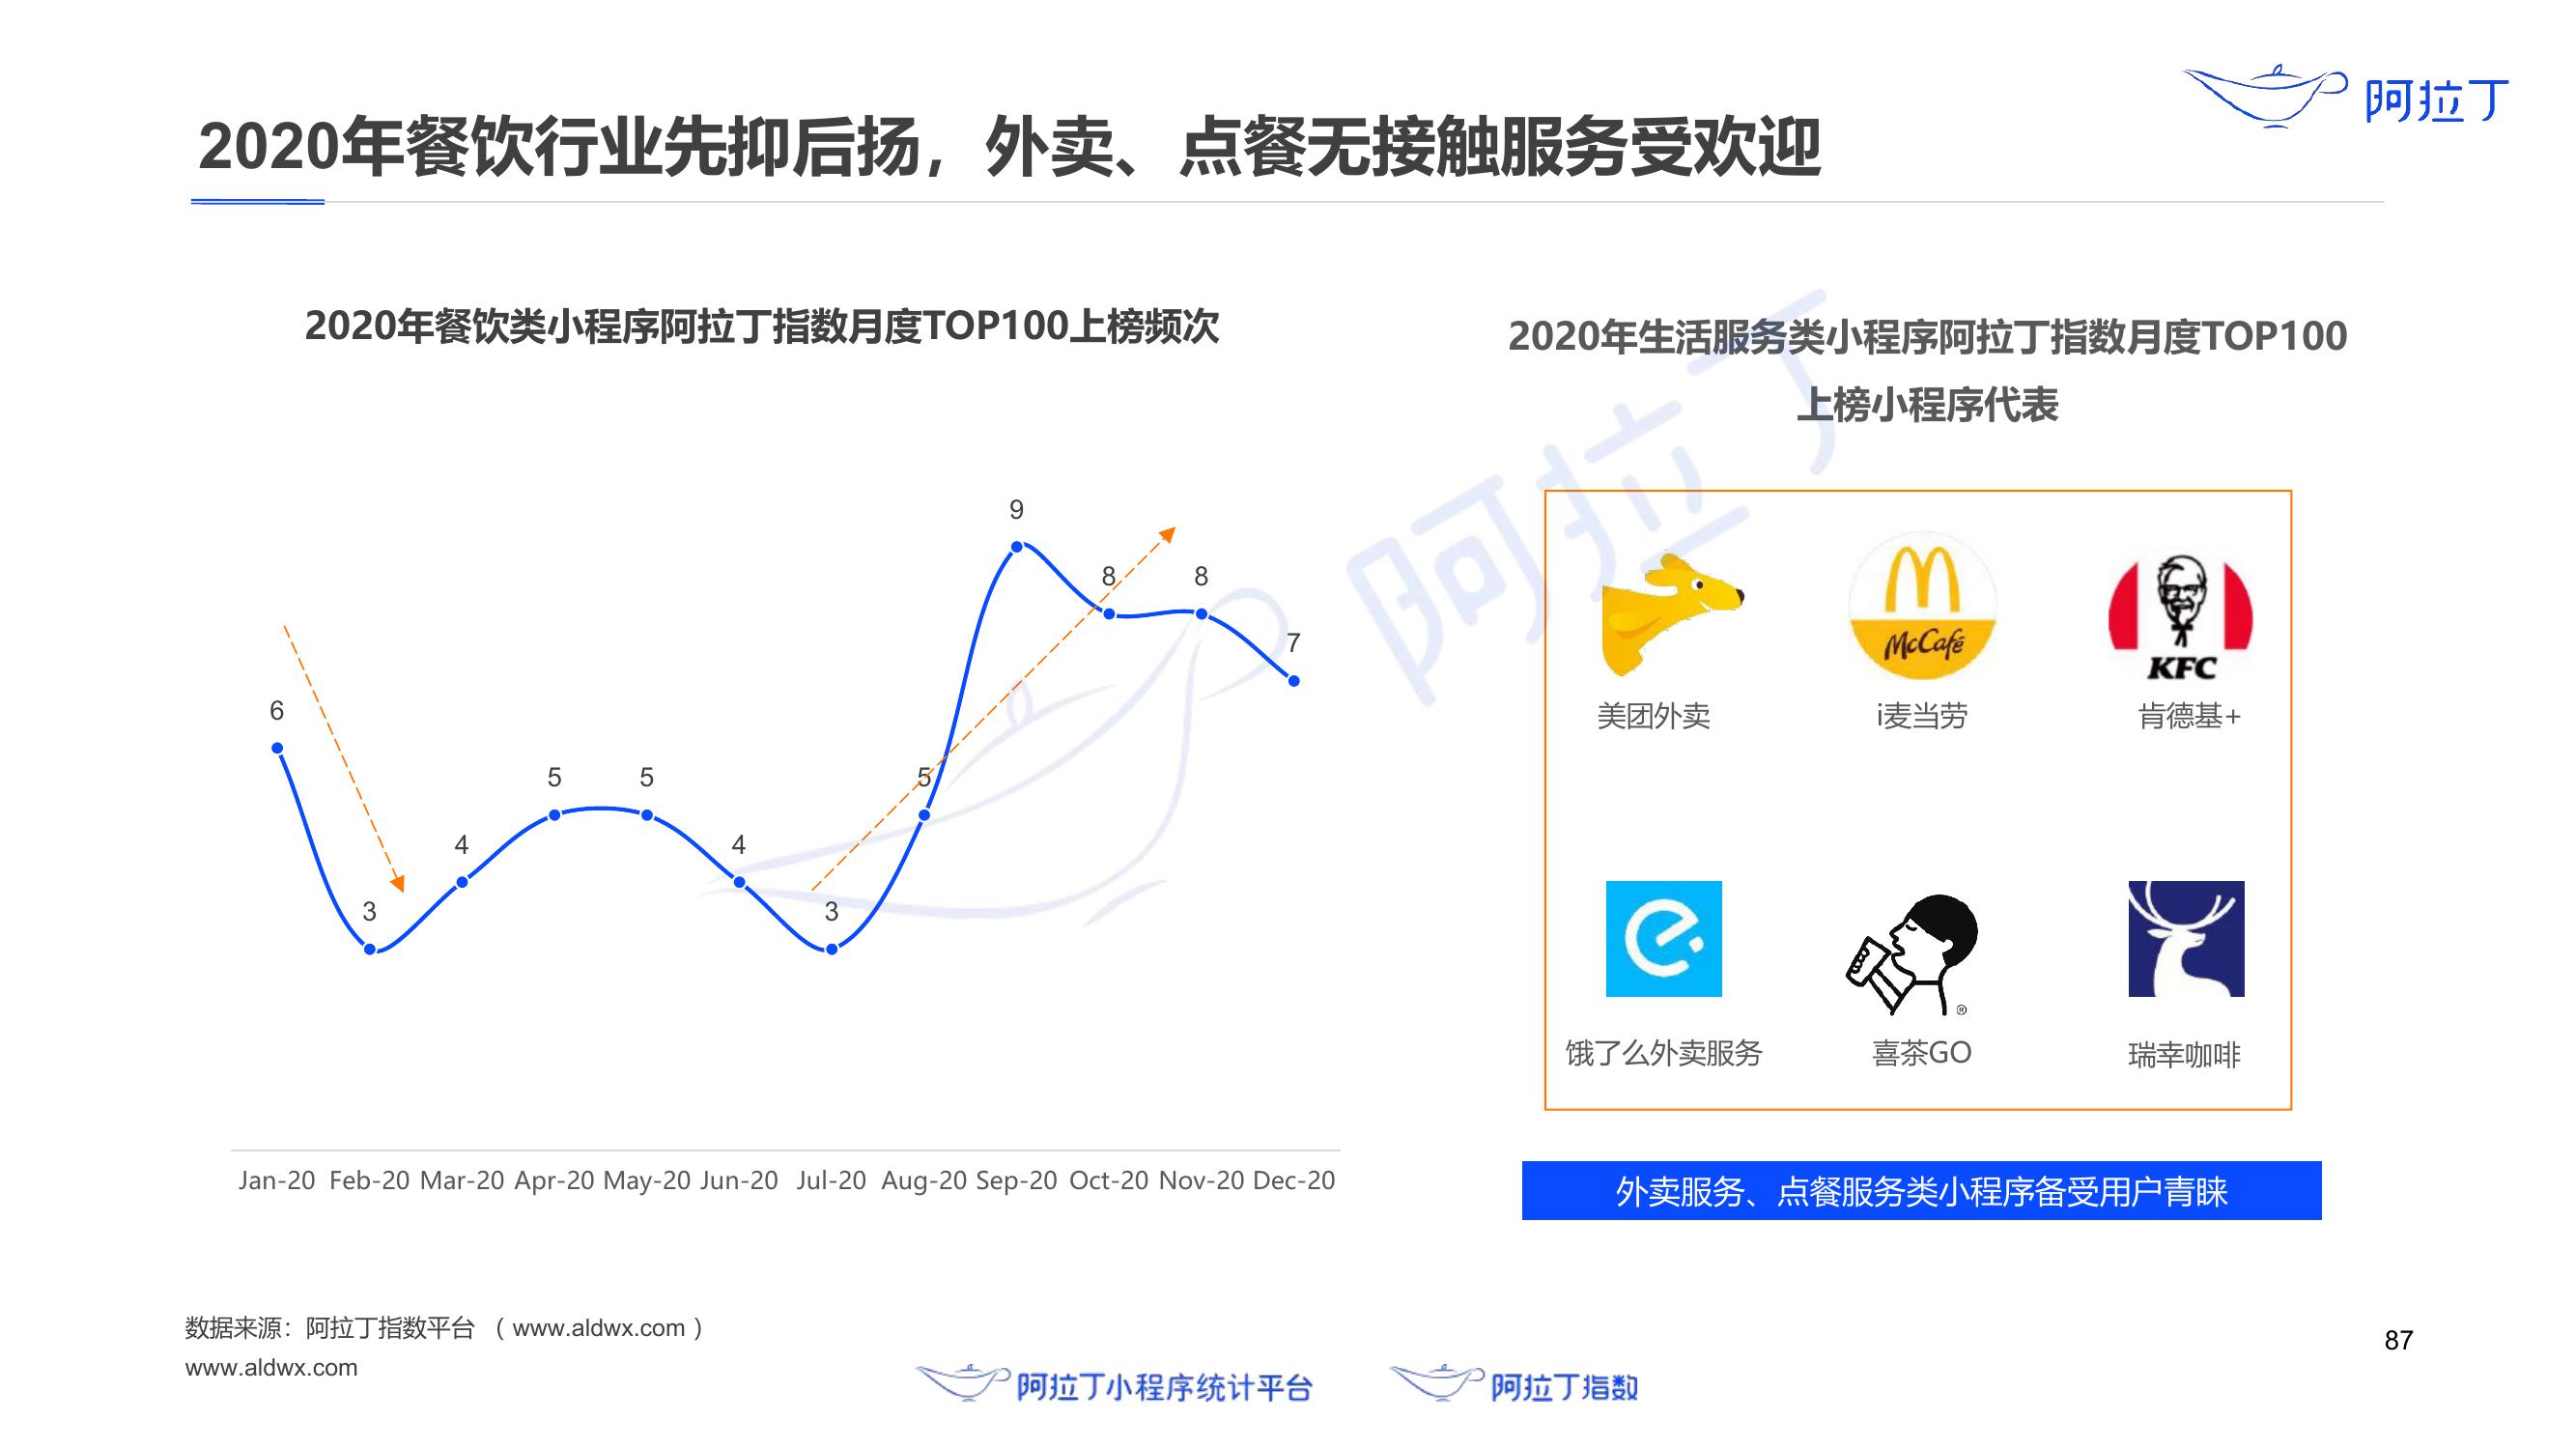 阿拉丁
2020年餐饮行业先抑后扬，外卖、点餐无接触服务受欢迎
2020年餐饮类小程序阿拉丁指数月度TOP100上榜频次
6
3
4
5
5
4
3
5
9
8
8
7
Jan-20 Feb-20 Mar-20 Apr-20 May-20 Jun-20 Jul-20 Aug-20 Sep-20 Oct-20 Nov-20 Dec-20
2020年生活服务类小程序阿拉丁指数月度TOP100
上榜小程序代表
阿拉丁
McCafé
KFC
美团外卖 i麦当劳 肯德基+
®
饿了么外卖服务 喜茶GO 瑞幸咖啡
外卖服务、点餐服务类小程序备受用户青睐
数据来源：阿拉丁指数平台 （www.aldwx.com）
www.aldwx.com
阿拉丁小程序统计平台 阿拉丁指数
87